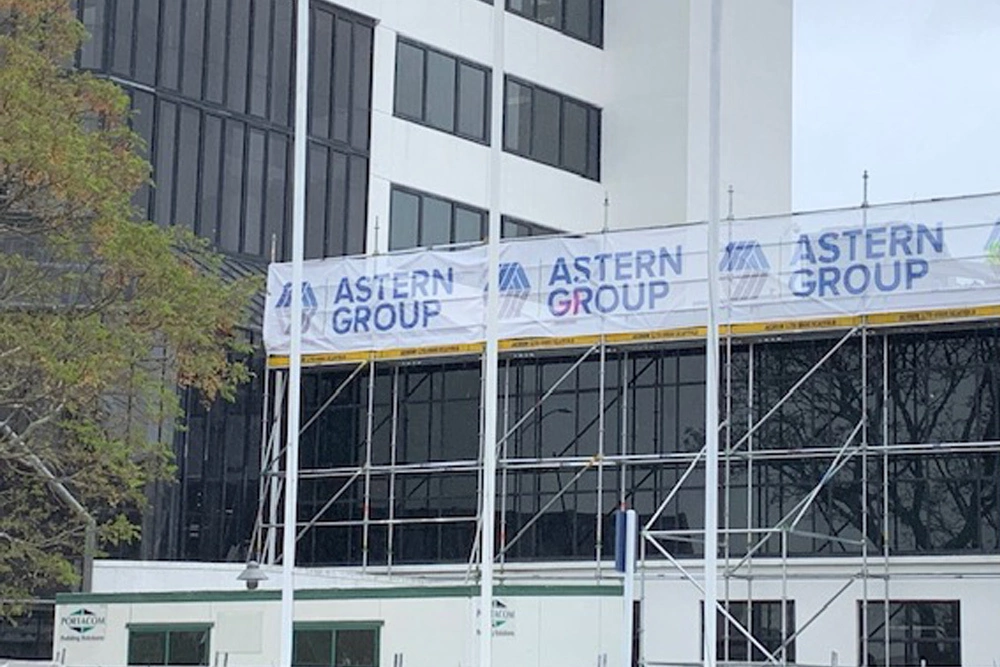 ASTERN
GROUP
ASTERN
GROUP
ASTERN
GROUP
PORTACOM
Building Solutions